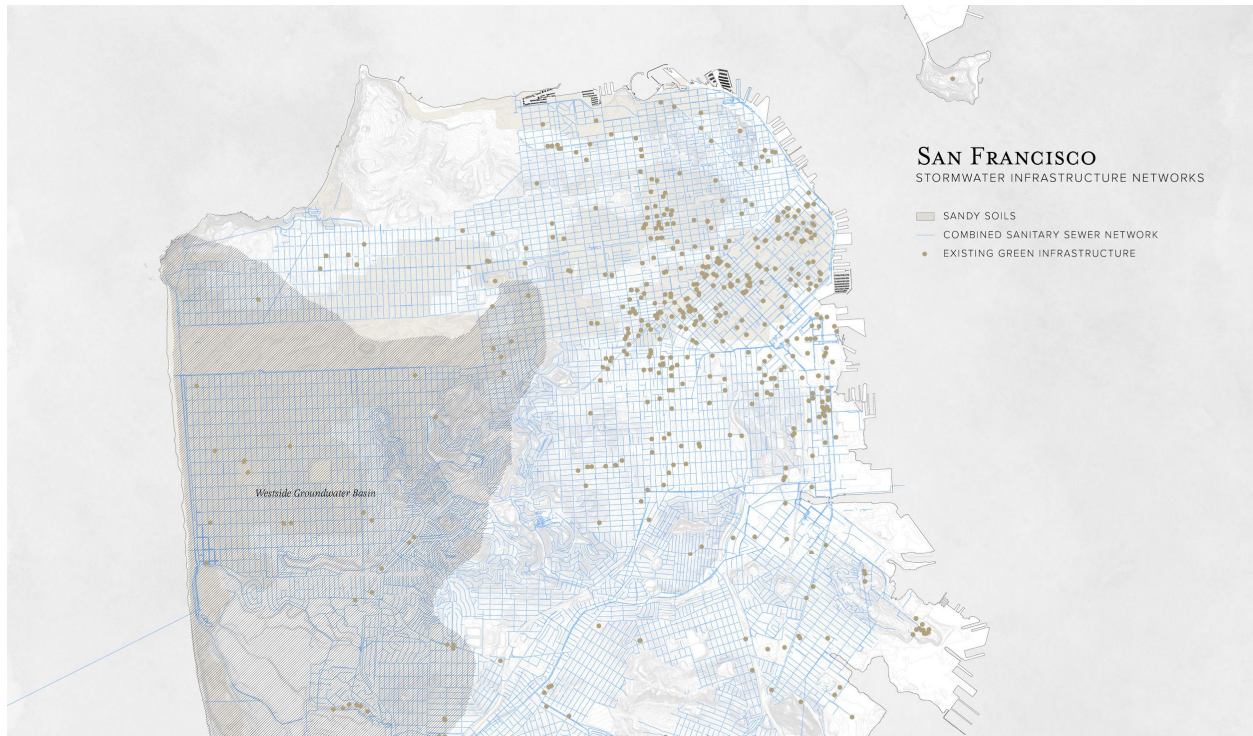 SAN FRANCISCO
STORMWATER INFRASTRUCTURE NETWORKS
SANDY SOILS
COMBINED SANITARY SEWER NETWORK
EXISTING GREEN INFRASTRUCTURE
Westside Groundwater Basin